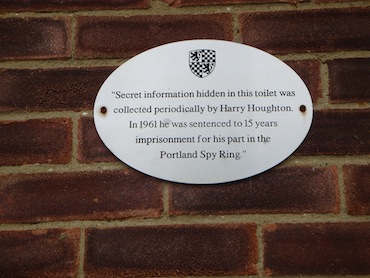 "Secret information hidden in this toilet was
collected periodically by Harry Houghton.
In 1961 he was sentenced to 15 years
imprisonment for his part in the
Portland Spy Ring."